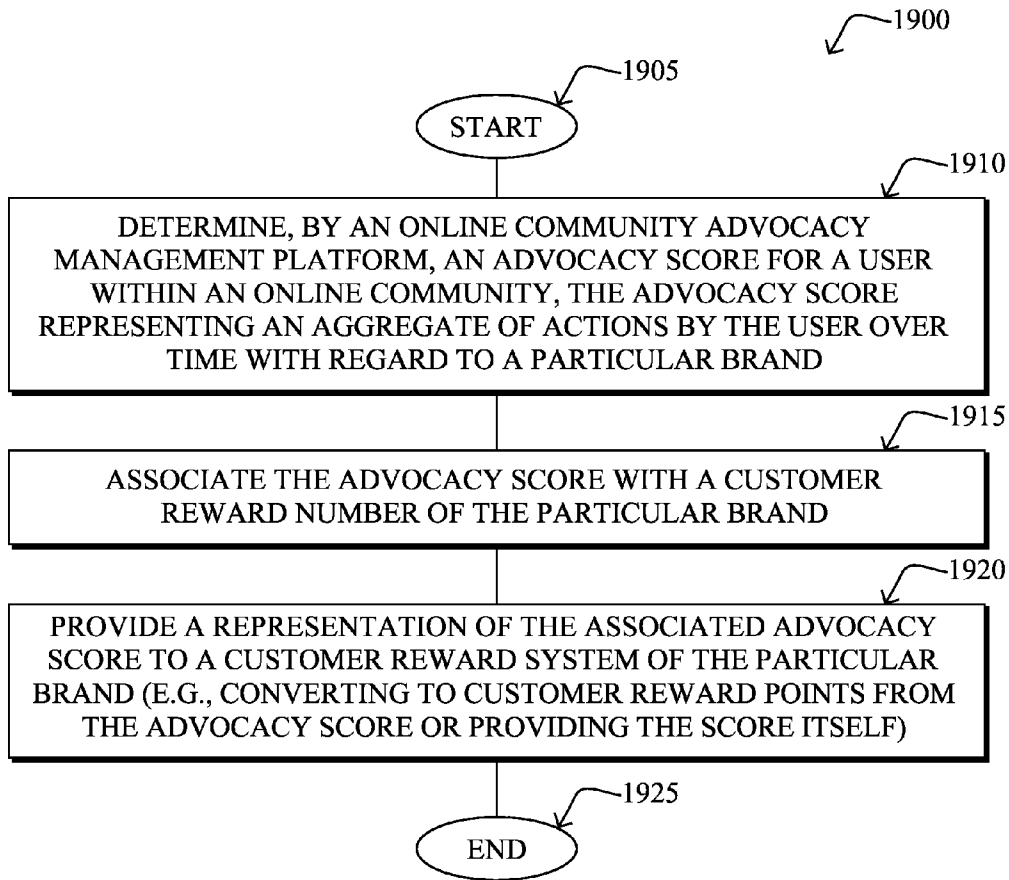 1900
1905
START
1910
DETERMINE, BY AN ONLINE COMMUNITY ADVOCACY
MANAGEMENT PLATFORM, AN ADVOCACY SCORE FOR A USER
WITHIN AN ONLINE COMMUNITY, THE ADVOCACY SCORE
REPRESENTING AN AGGREGATE OF ACTIONS BY THE USER OVER
TIME WITH REGARD TO A PARTICULAR BRAND
1915
ASSOCIATE THE ADVOCACY SCORE WITH A CUSTOMER
REWARD NUMBER OF THE PARTICULAR BRAND
1920
PROVIDE A REPRESENTATION OF THE ASSOCIATED ADVOCACY
SCORE TO A CUSTOMER REWARD SYSTEM OF THE PARTICULAR
BRAND (E.G., CONVERTING TO CUSTOMER REWARD POINTS FROM
THE ADVOCACY SCORE OR PROVIDING THE SCORE ITSELF)
1925
END